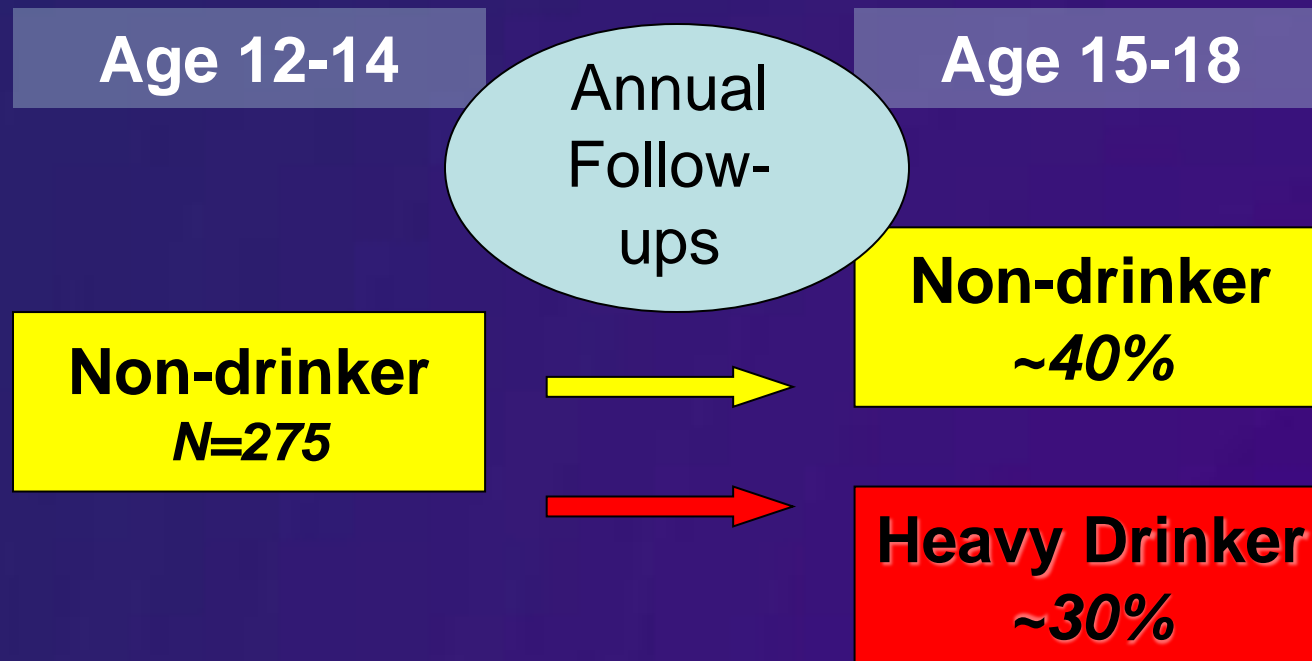 Age 12-14
Annual
Follow-
ups
Age 15-18
Non-drinker
N=275
Non-drinker
~40%
Heavy Drinker
~30%